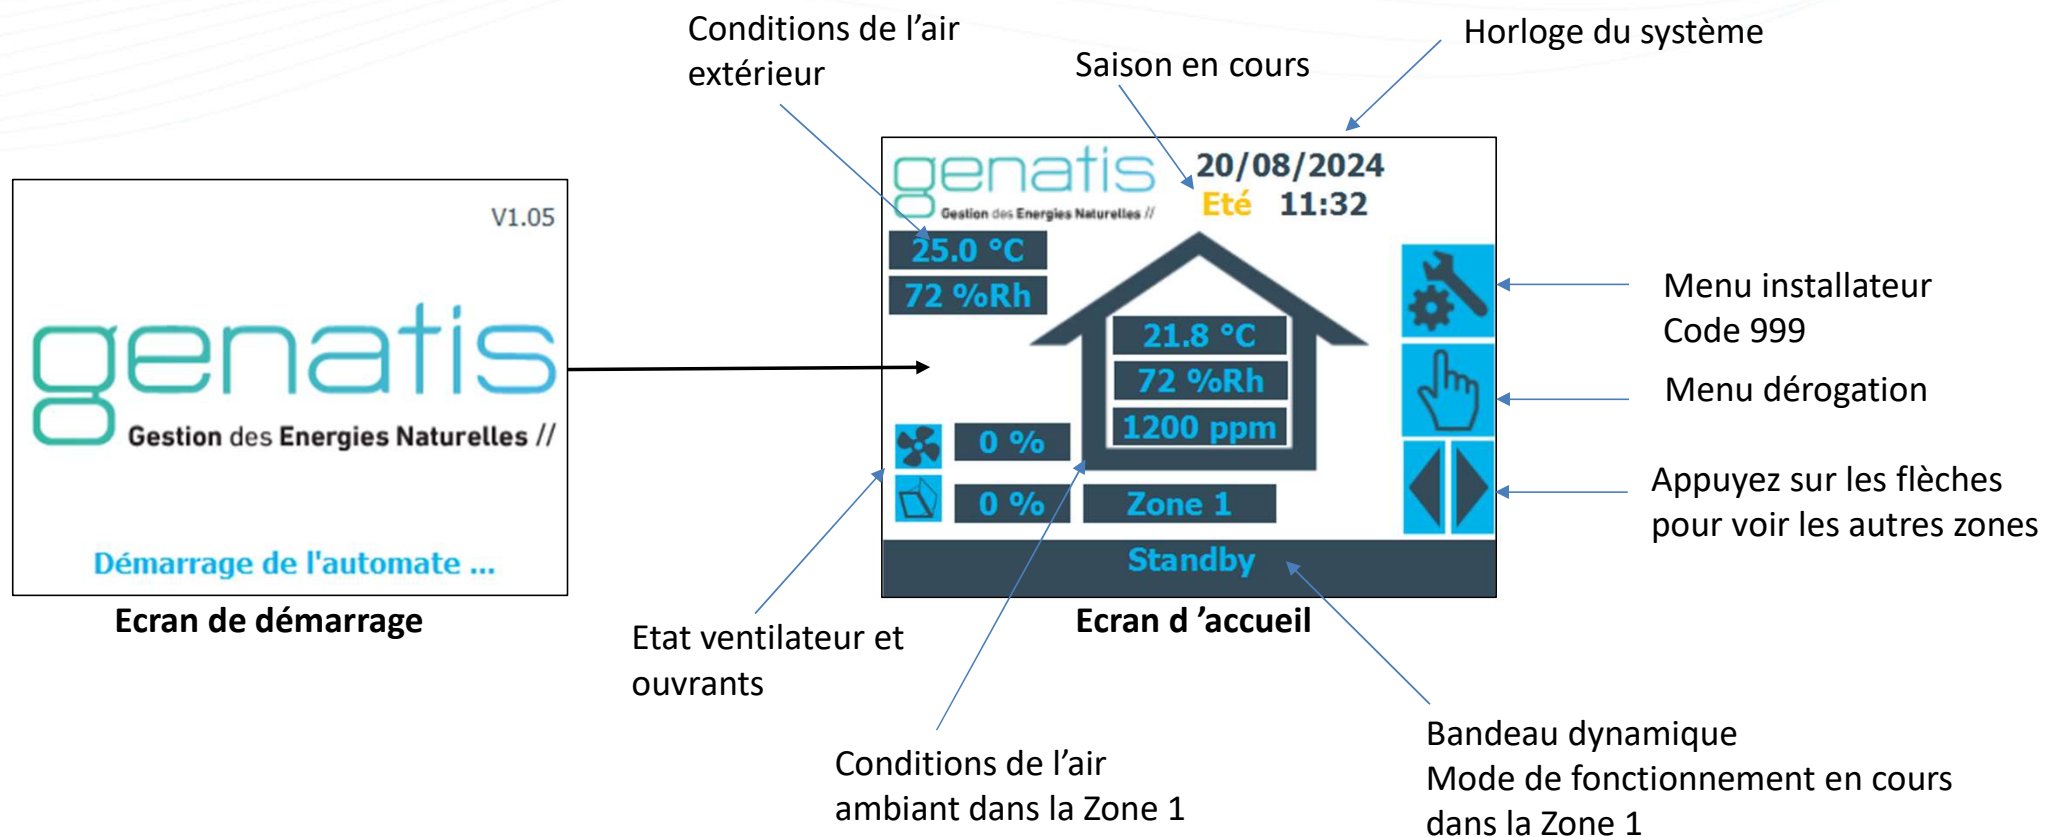 Conditions de l’air
extérieur
Saison en cours
Horloge du système
V1.05
genatis
Gestion des Energies Naturelles //
Démarrage de l'automate ...
Ecran de démarrage
genatis
Gestion des Energies Naturelles //
20/08/2024
Eté 11:32
25.0 °C
72 %Rh
21.8 °C
72 %Rh
1200 ppm
0 %
0 %
Zone 1
Standby
Ecran d ’accueil
Menu installateur
Code 999
Menu dérogation
Appuyez sur les flèches
pour voir les autres zones
Etat ventilateur et
ouvrants
Conditions de l’air
ambiant dans la Zone 1
Bandeau dynamique
Mode de fonctionnement en cours
dans la Zone 1